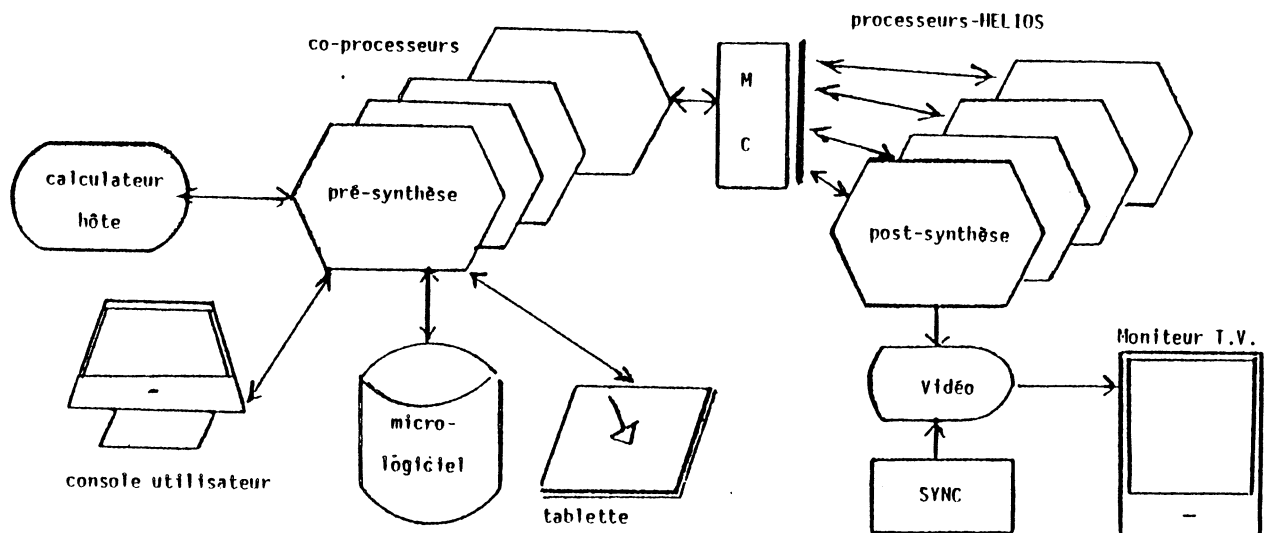 processeurs-HELIOS
co-processeurs
M
C
calculateur
hôte
pré-synthèse
post-synthèse
Moniteur T.V.
Vidéo
micro-
logiciel
console utilisateur
SYNC
tablette